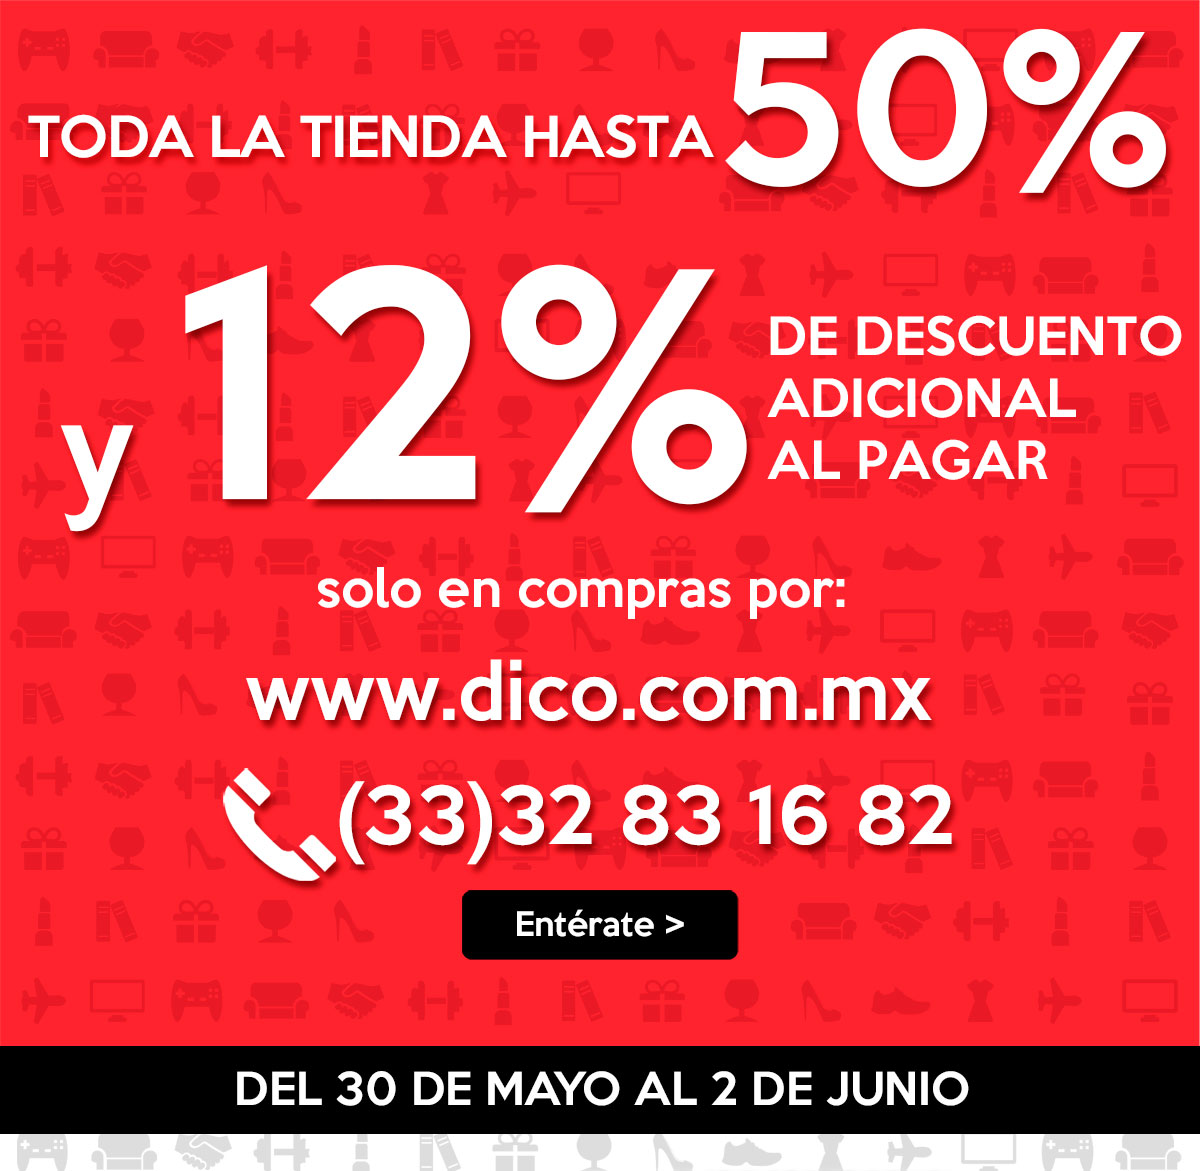 TODA LA TIENDA HASTA 50%
y 12% DE DESCUENTO
ADICIONAL
AL PAGAR
solo en compras por:
www.dico.com.mx
(33)32 83 16 82
Entérate >
DEL 30 DE MAYO AL 2 DE JUNIO